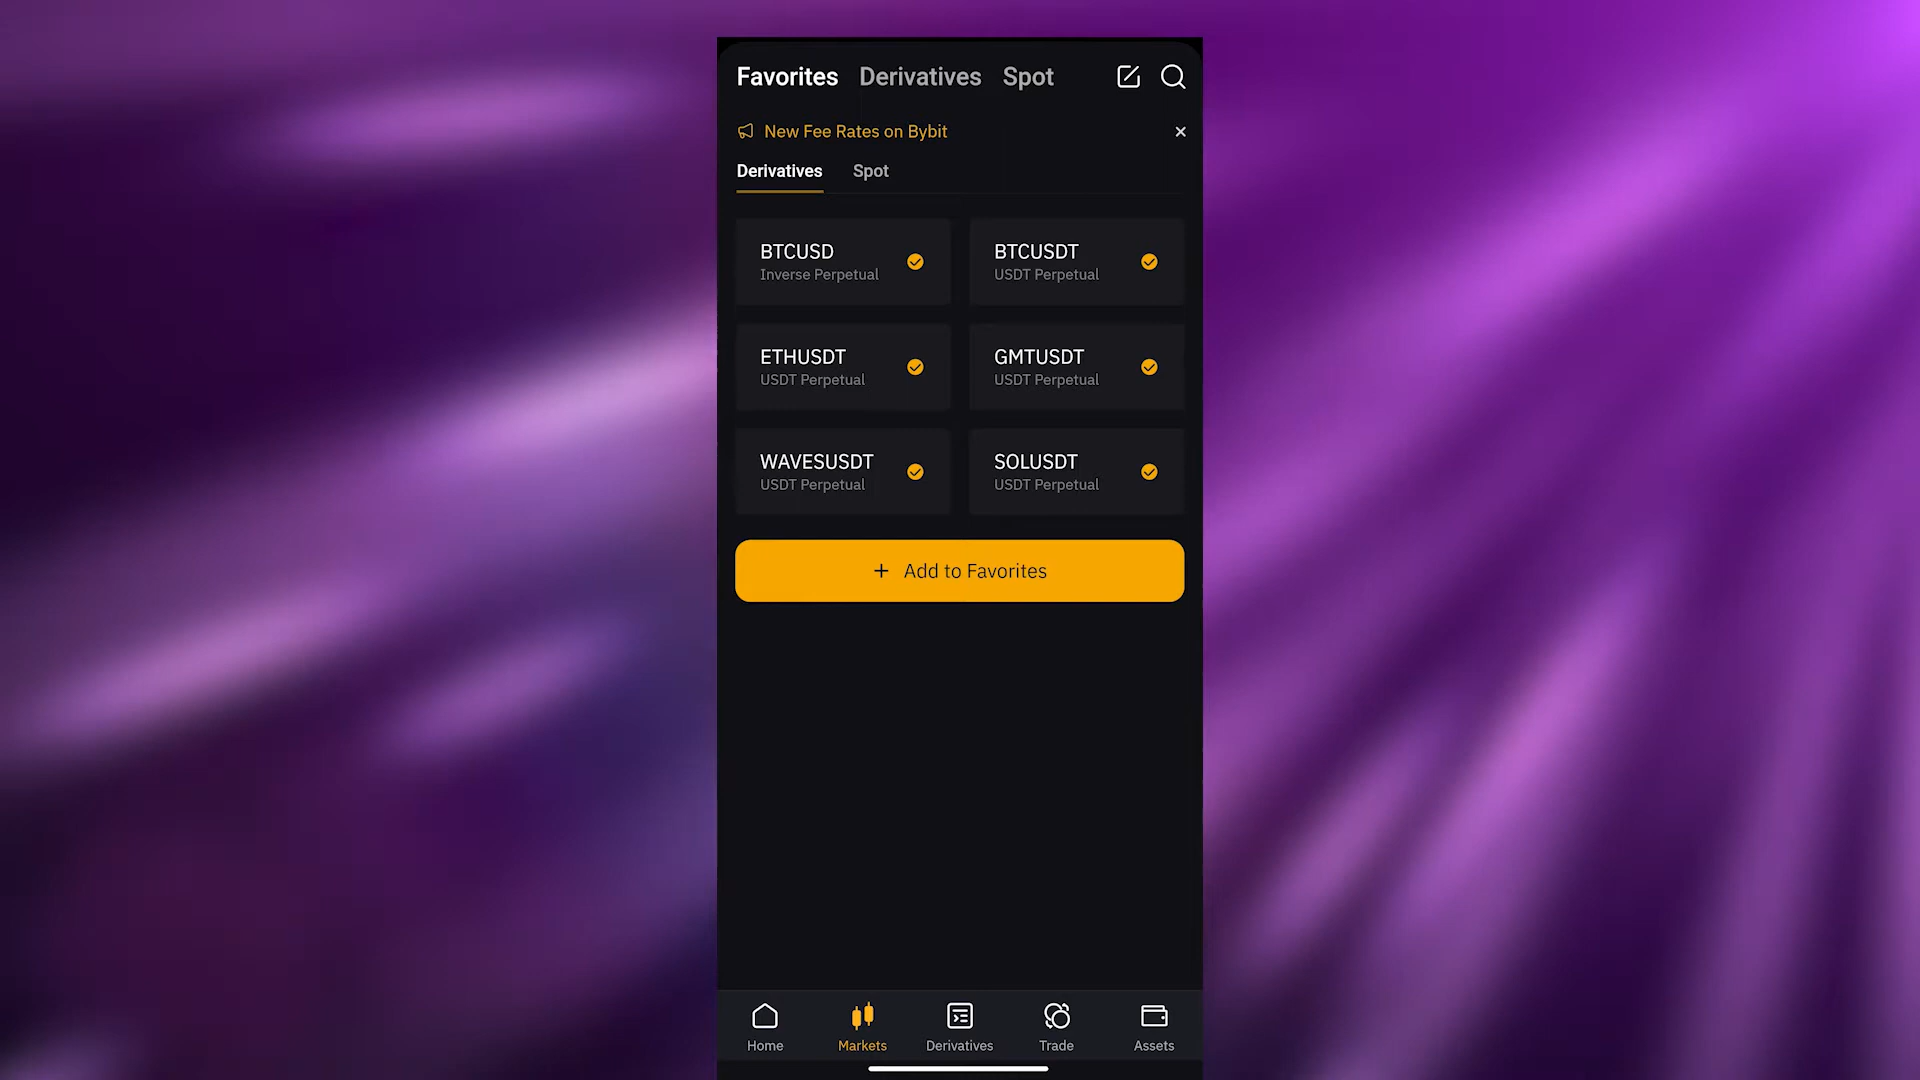 Favorites Derivatives Spot
New Fee Rates on Bybit
Derivatives Spot
BTCUSD BTCUSDT
Inverse Perpetual USDT Perpetual
ETHUSDT GMTUSDT
USDT Perpetual USDT Perpetual
WAVESUSDT SOLUSDT
USDT Perpetual USDT Perpetual
+ Add to Favorites
Home Markets Derivatives Trade Assets